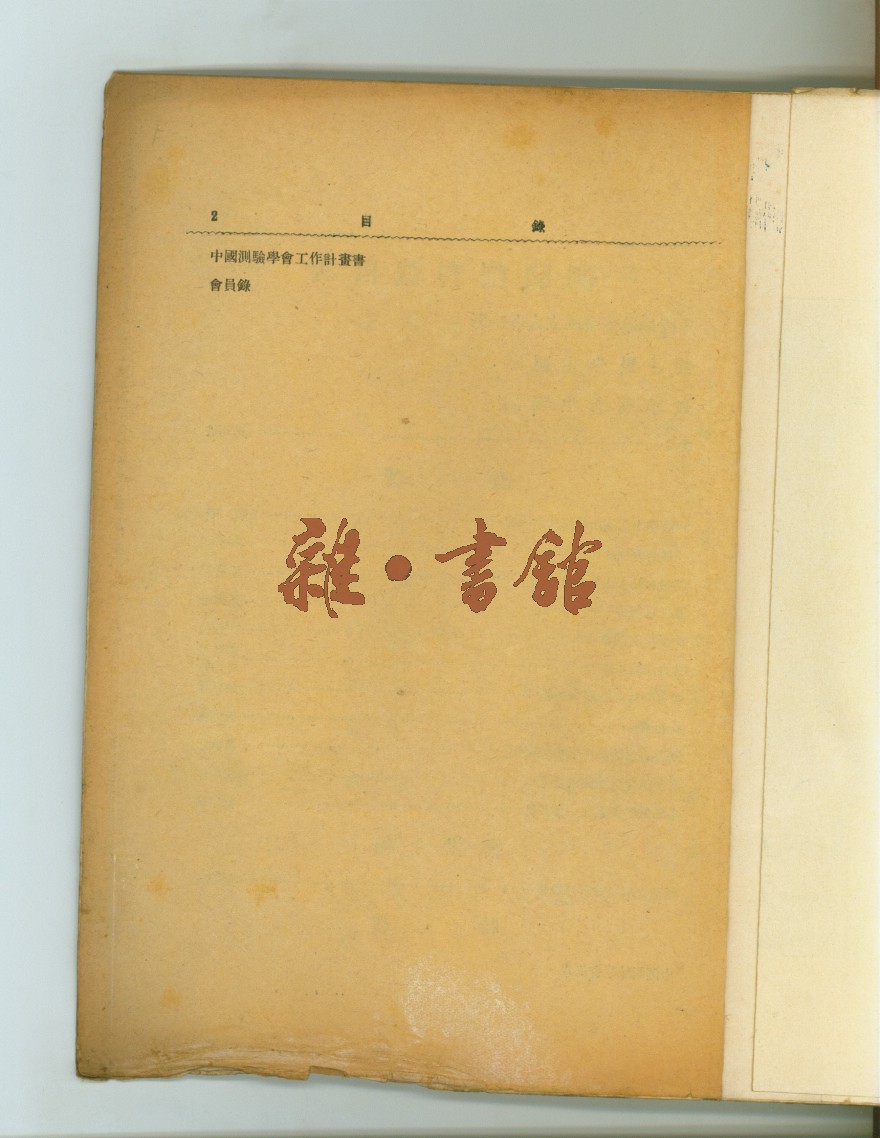 2 目 錄
中國測驗學會工作計畫書
會員錄
雜·書館